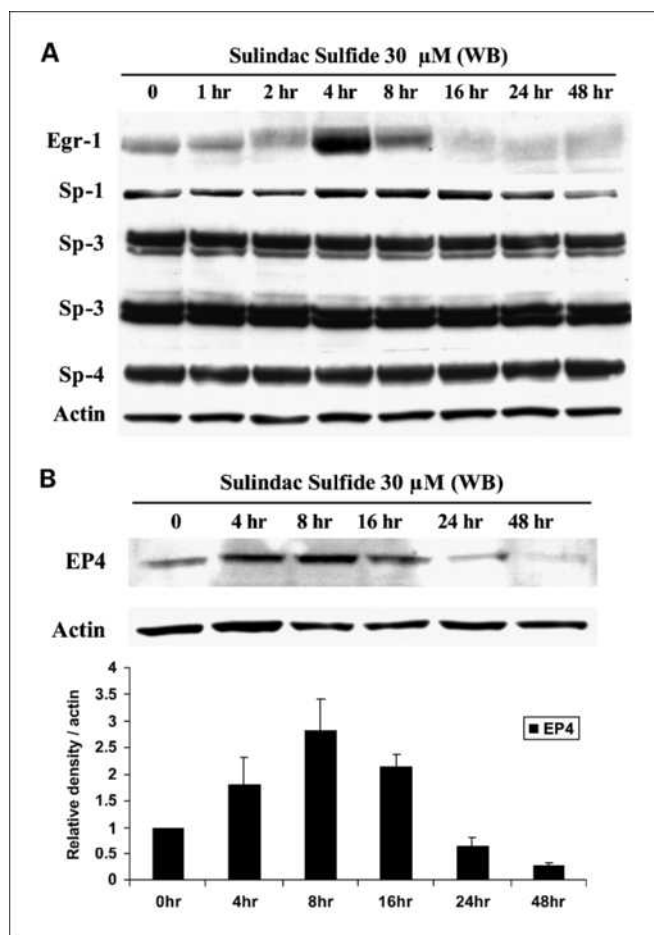 A
Sulindac Sulfide 30 µM (WB)
0 1 hr 2 hr 4 hr 8 hr 16 hr 24 hr 48 hr
Egr-1
Sp-1
Sp-3
Sp-3
Sp-4
Actin
B
Sulindac Sulfide 30 µM (WB)
0 4 hr 8 hr 16 hr 24 hr 48 hr
EP4
Actin
Relative density / actin
4
3.5
3
2.5
2
1.5
1
0.5
0
EP4
0hr 4hr 8hr 16hr 24hr 48hr